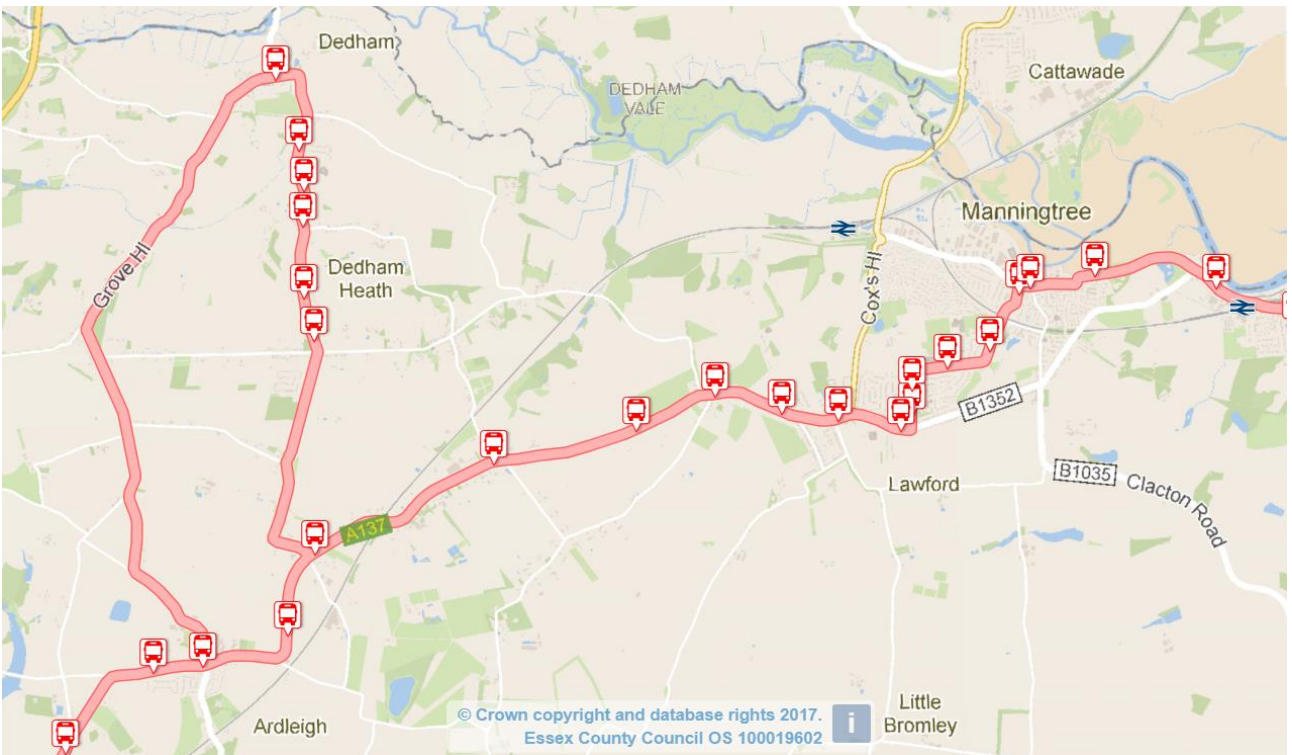 Dedham
Cattawade
DEDHAM
VALE
Manningtree
Grove Hl
Dedham
Heath
Cox's Hl
B1352
B1035
Clacton Road
Lawford
A137
Ardleigh
Little
Bromley
© Crown copyright and database rights 2017.
Essex County Council OS 100019602
i